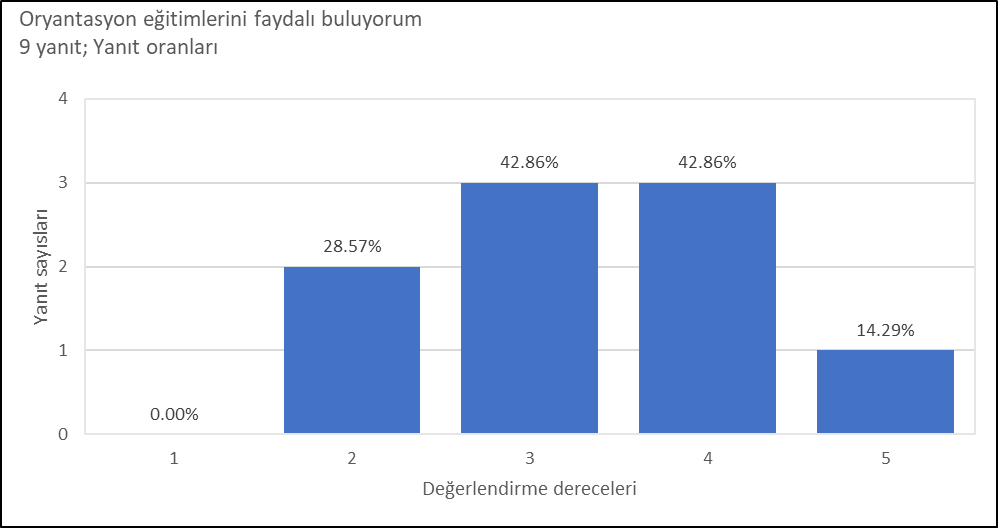 Oryantasyon eğitimlerini faydalı buluyorum
9 yanıt; Yanıt oranları
Yanıt sayısları
4
3
2
1
0
0.00%
28.57%
42.86%
42.86%
14.29%
1 2 3 4 5
Değerlendirme dereceleri